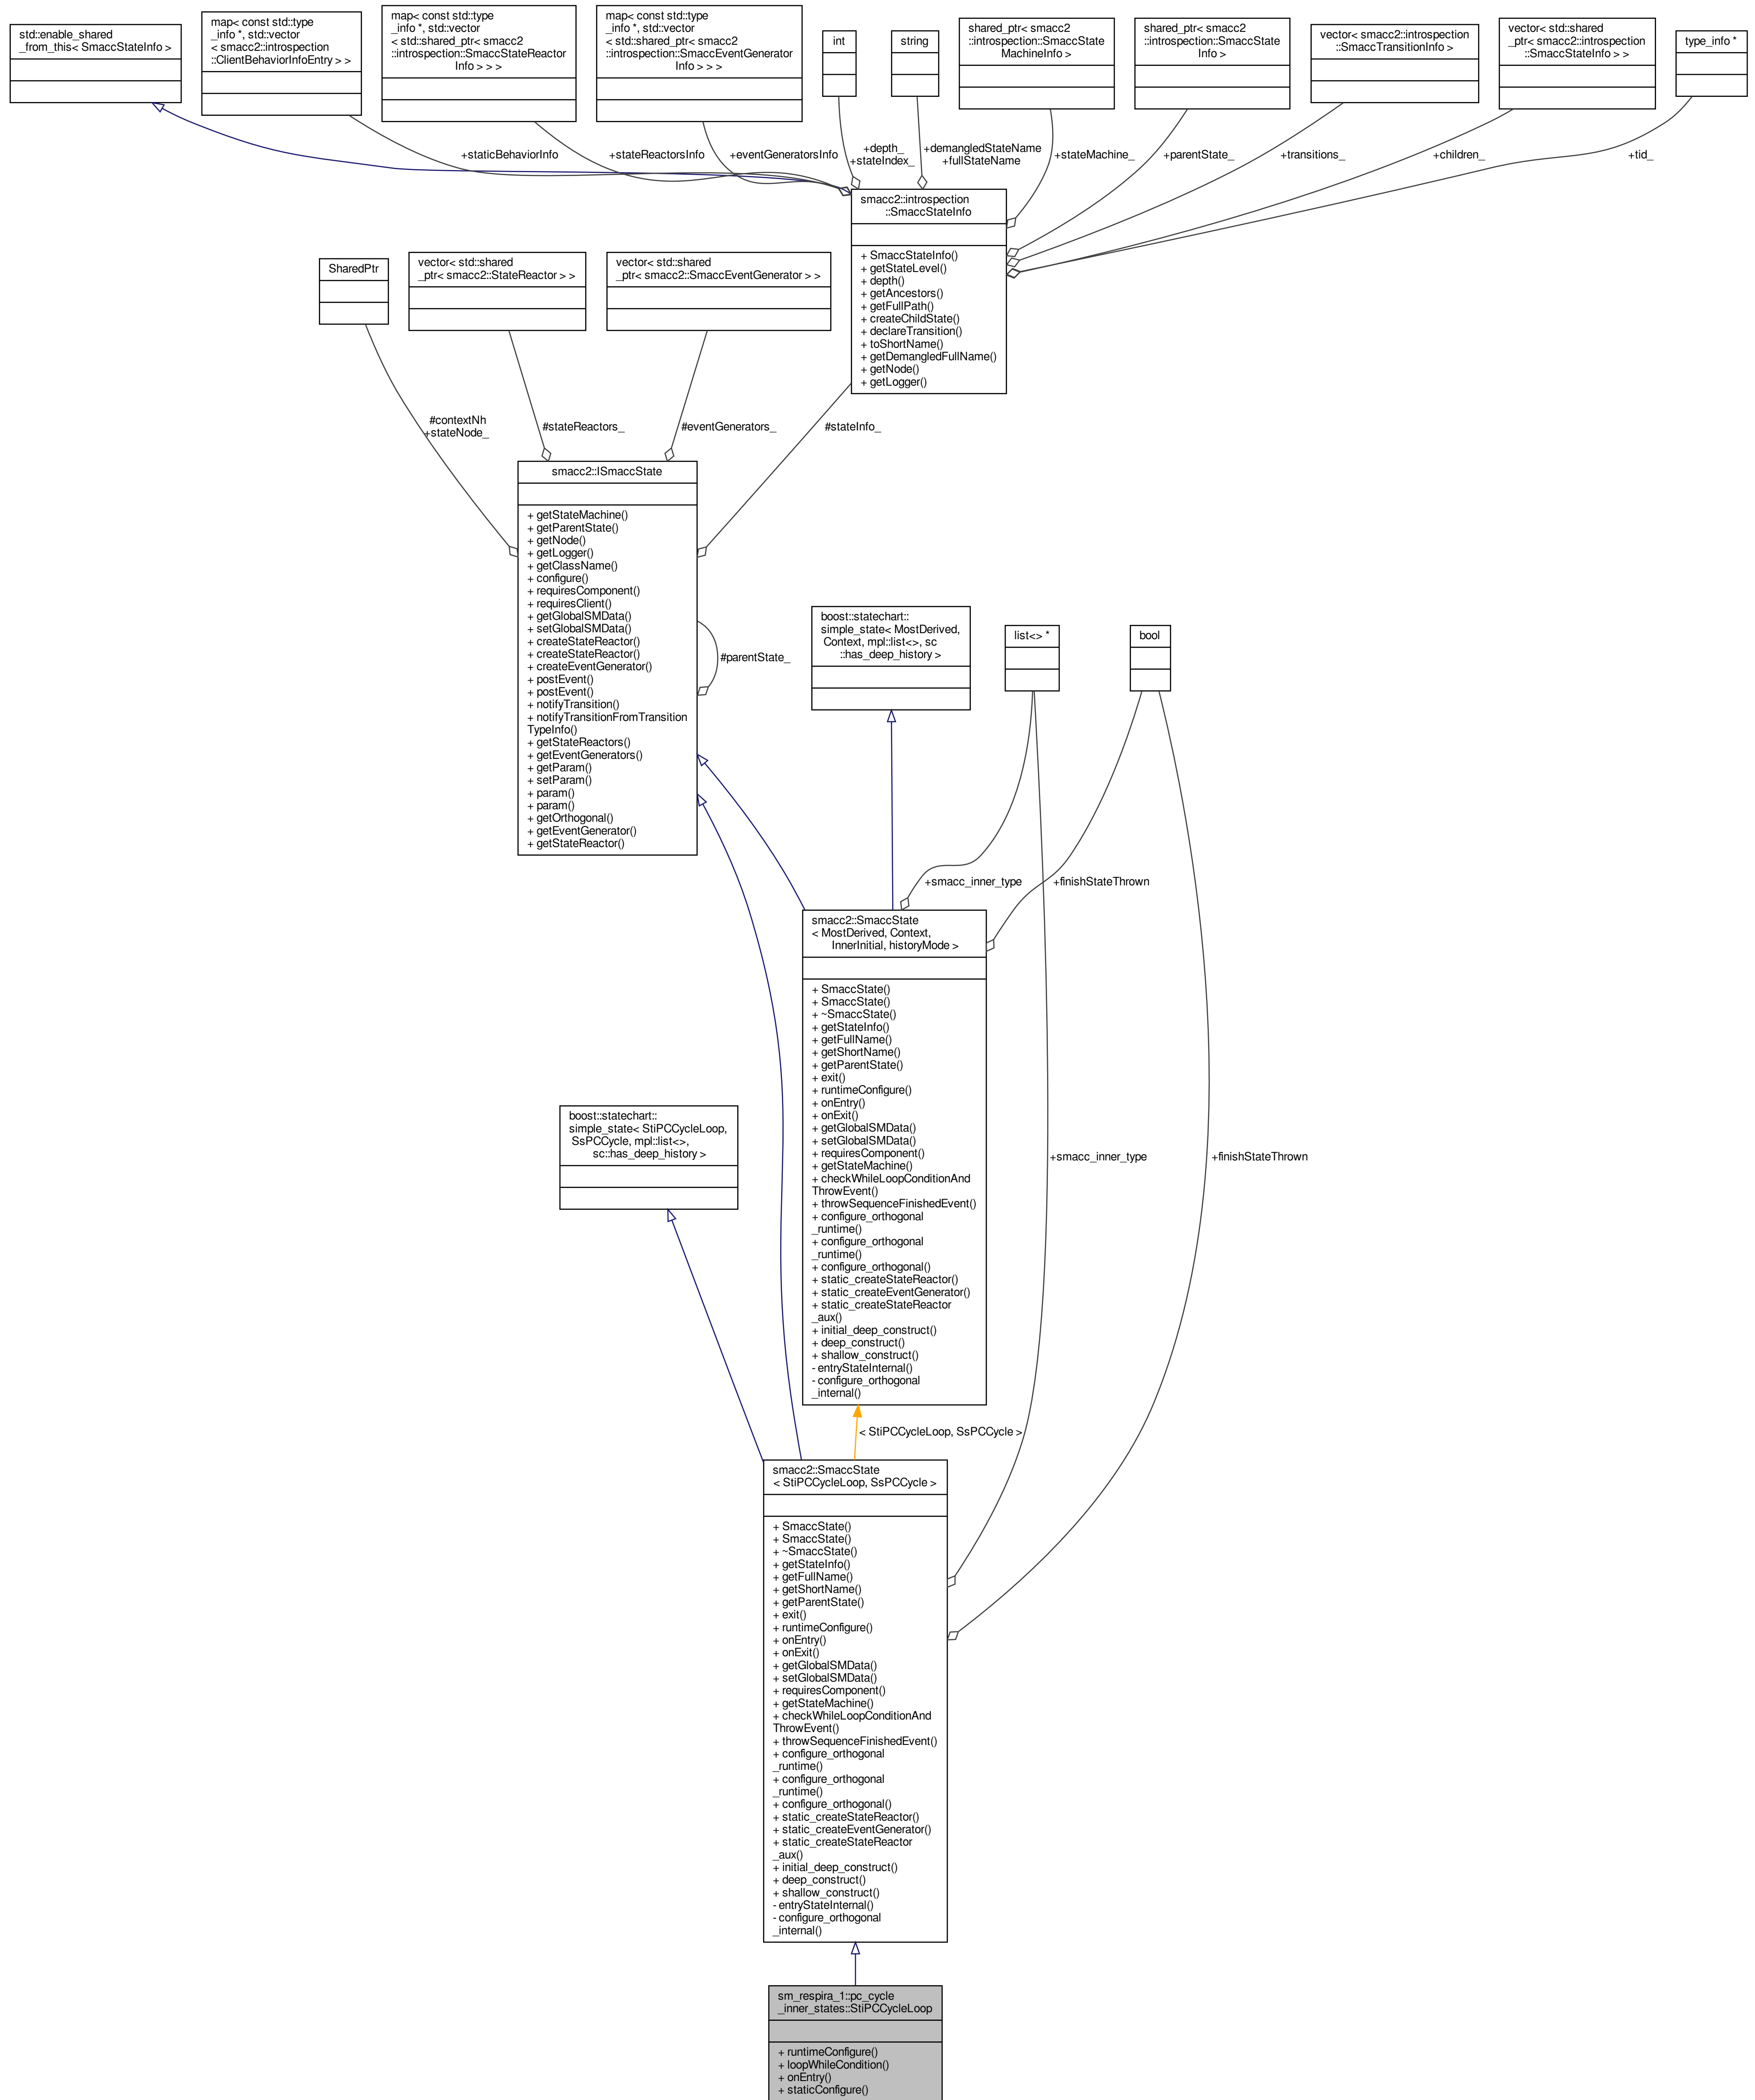 std::enable_shared
_from_this< SmaccStateInfo >
map< const std::type
_info *, std::vector
< smacc2::introspection
::ClientBehaviorInfoEntry > >
map< const std::type
_info *, std::vector
< std::shared_ptr< smacc2
::introspection::SmaccStateReactor
Info > > >
map< const std::type
_info *, std::vector
< std::shared_ptr< smacc2
::introspection::SmaccEventGenerator
Info > > >
int
string
shared_ptr< smacc2
::introspection::SmaccState
MachineInfo >
shared_ptr< smacc2
::introspection::SmaccState
Info >
vector< smacc2::introspection
::SmaccTransitionInfo >
vector< std::shared
_ptr< smacc2::introspection
::SmaccStateInfo > >
type_info *
+staticBehaviorInfo
+stateReactorsInfo
+eventGeneratorsInfo
+depth_
+stateIndex_
+demangledStateName
+fullStateName
+stateMachine_
+parentState_
+transitions_
+children_
+tid_
smacc2::introspection
::SmaccStateInfo
+ SmaccStateInfo()
+ getStateLevel()
+ depth()
+ getAncestors()
+ getFullPath()
+ createChildState()
+ declareTransition()
+ toShortName()
+ getDemangledFullName()
+ getNode()
+ getLogger()
SharedPtr
vector< std::shared
_ptr< smacc2::StateReactor > >
vector< std::shared
_ptr< smacc2::SmaccEventGenerator > >
#contextNh
+stateNode_
#stateReactors_
#eventGenerators_
#stateInfo_
smacc2::ISmaccState
+ getStateMachine()
+ getParentState()
+ getNode()
+ getLogger()
+ getClassName()
+ configure()
+ requiresComponent()
+ requiresClient()
+ getGlobalSMData()
+ setGlobalSMData()
+ createStateReactor()
+ createStateReactor()
+ createEventGenerator()
+ postEvent()
+ postEvent()
+ notifyTransition()
+ notifyTransitionFromTransition
TypeInfo()
+ getStateReactors()
+ getEventGenerators()
+ getParam()
+ setParam()
+ param()
+ param()
+ getOrthogonal()
+ getEventGenerator()
+ getStateReactor()
#parentState_
boost::statechart::
simple_state< MostDerived,
Context, mpl::list<>, sc
::has_deep_history >
list<> *
bool
+smacc_inner_type
+finishStateThrown
smacc2::SmaccState
< MostDerived, Context,
InnerInitial, historyMode >
+ SmaccState()
+ SmaccState()
+ ~SmaccState()
+ getStateInfo()
+ getFullName()
+ getShortName()
+ getParentState()
+ exit()
+ runtimeConfigure()
+ onEntry()
+ onExit()
+ getGlobalSMData()
+ setGlobalSMData()
+ requiresComponent()
+ getStateMachine()
+ checkWhileLoopConditionAnd
ThrowEvent()
+ throwSequenceFinishedEvent()
+ configure_orthogonal
_runtime()
+ configure_orthogonal
_runtime()
+ configure_orthogonal()
+ static_createStateReactor()
+ static_createEventGenerator()
+ static_createStateReactor
_aux()
+ initial_deep_construct()
+ deep_construct()
+ shallow_construct()
- entryStateInternal()
- configure_orthogonal
_internal()
boost::statechart::
simple_state< StiPCCycleLoop,
SsPCCycle, mpl::list<>,
sc::has_deep_history >
+smacc_inner_type
+finishStateThrown
< StiPCCycleLoop, SsPCCycle >
smacc2::SmaccState
< StiPCCycleLoop, SsPCCycle >
+ SmaccState()
+ SmaccState()
+ ~SmaccState()
+ getStateInfo()
+ getFullName()
+ getShortName()
+ getParentState()
+ exit()
+ runtimeConfigure()
+ onEntry()
+ onExit()
+ getGlobalSMData()
+ setGlobalSMData()
+ requiresComponent()
+ getStateMachine()
+ checkWhileLoopConditionAnd
ThrowEvent()
+ throwSequenceFinishedEvent()
+ configure_orthogonal
_runtime()
+ configure_orthogonal
_runtime()
+ configure_orthogonal()
+ static_createStateReactor()
+ static_createEventGenerator()
+ static_createStateReactor
_aux()
+ initial_deep_construct()
+ deep_construct()
+ shallow_construct()
- entryStateInternal()
- configure_orthogonal
_internal()
sm_respira_1::pc_cycle
_inner_states::StiPCCycleLoop
+ runtimeConfigure()
+ loopWhileCondition()
+ onEntry()
+ staticConfigure()